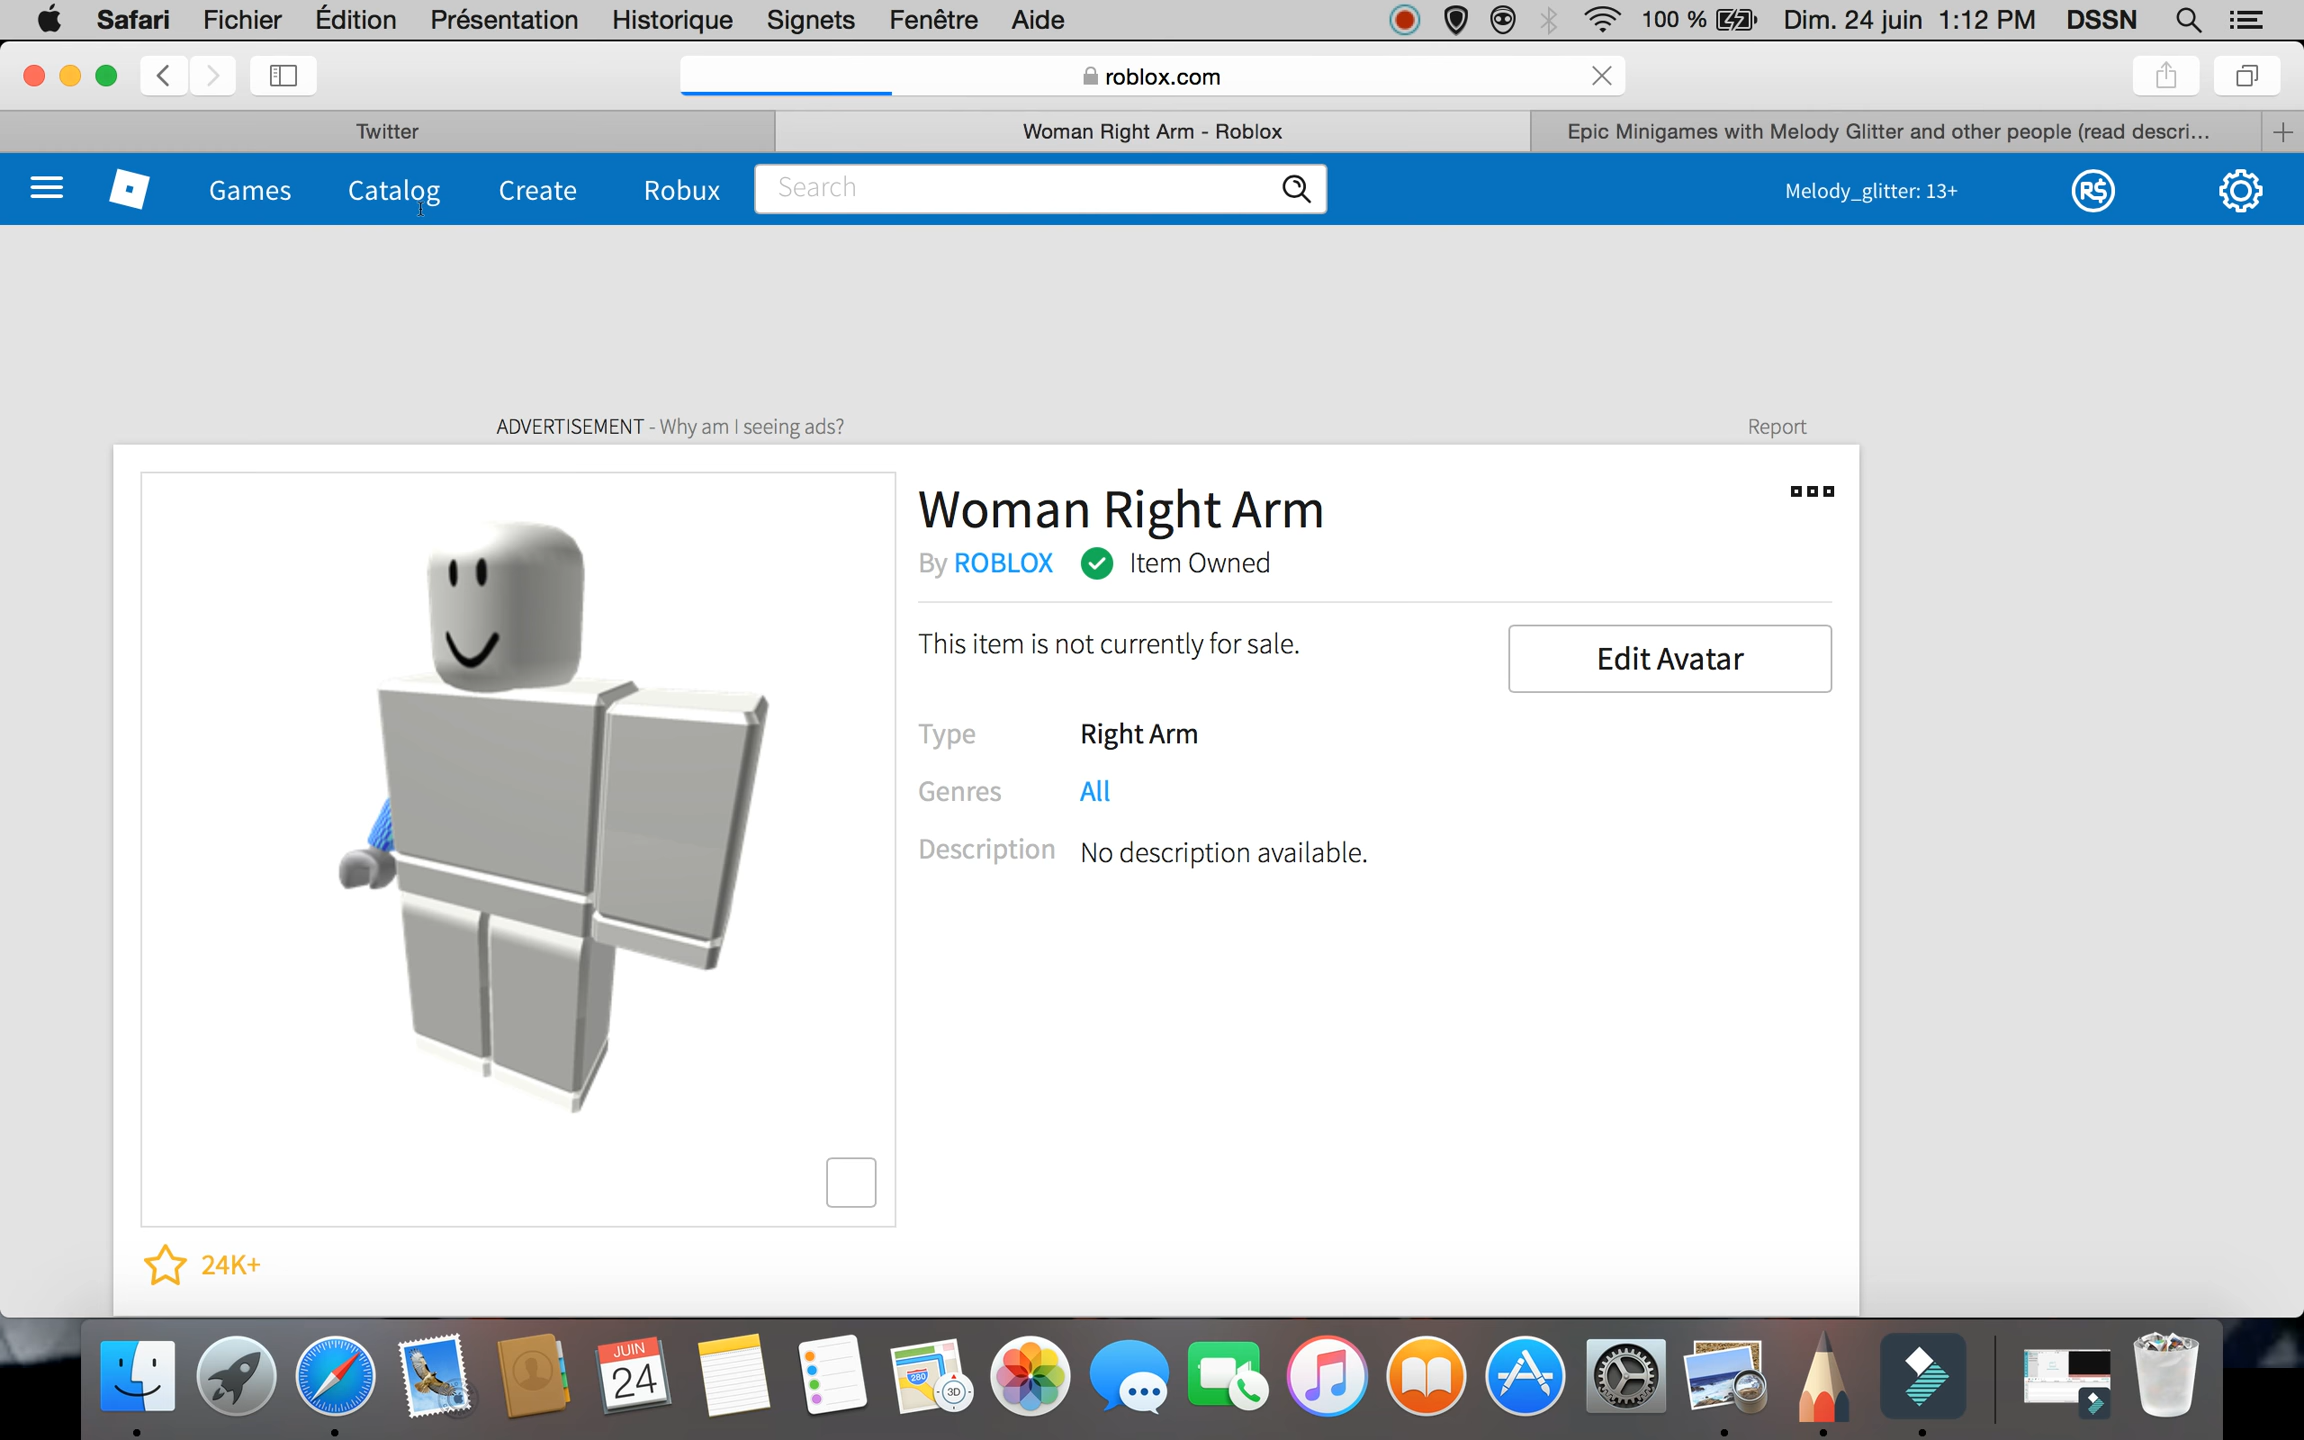 Safari Fichier Édition Présentation Historique Signets Fenêtre Aide 100 % Dim. 24 juin 1:12 PM DSSN
roblox.com
Twitter Woman Right Arm - Roblox Epic Minigames with Melody Glitter and other people (read descri...
Games Catalog Create Robux Search Melody_glitter: 13+ R$
ADVERTISEMENT - Why am I seeing ads? Report
Woman Right Arm
By ROBLOX Item Owned
This item is not currently for sale. Edit Avatar
Type Right Arm
Genres All
Description No description available.
24K+
JUIN
24
280
3D